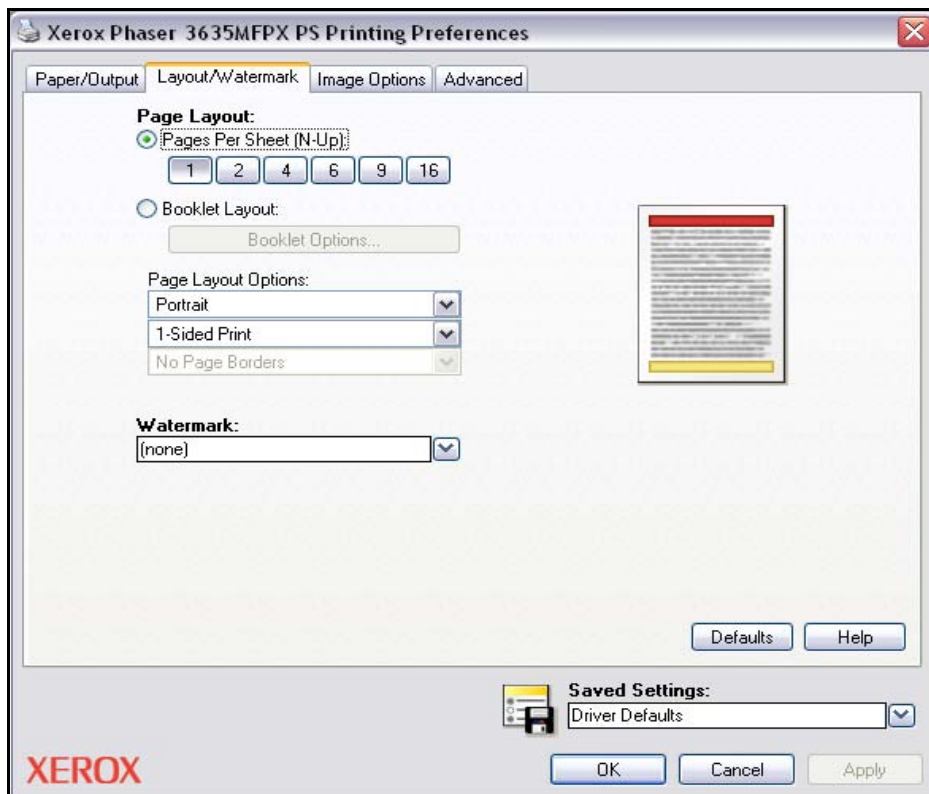 Xerox Phaser 3635MFPX PS Printing Preferences
Paper/Output Layout/Watermark Image Options Advanced
Page Layout:
Pages Per Sheet (N-Up):
1 2 4 6 9 16
Booklet Layout:
Booklet Options...
Page Layout Options:
Portrait
1-Sided Print
No Page Borders
Watermark:
(none)
Defaults Help
Saved Settings:
Driver Defaults
XEROX
OK Cancel Apply